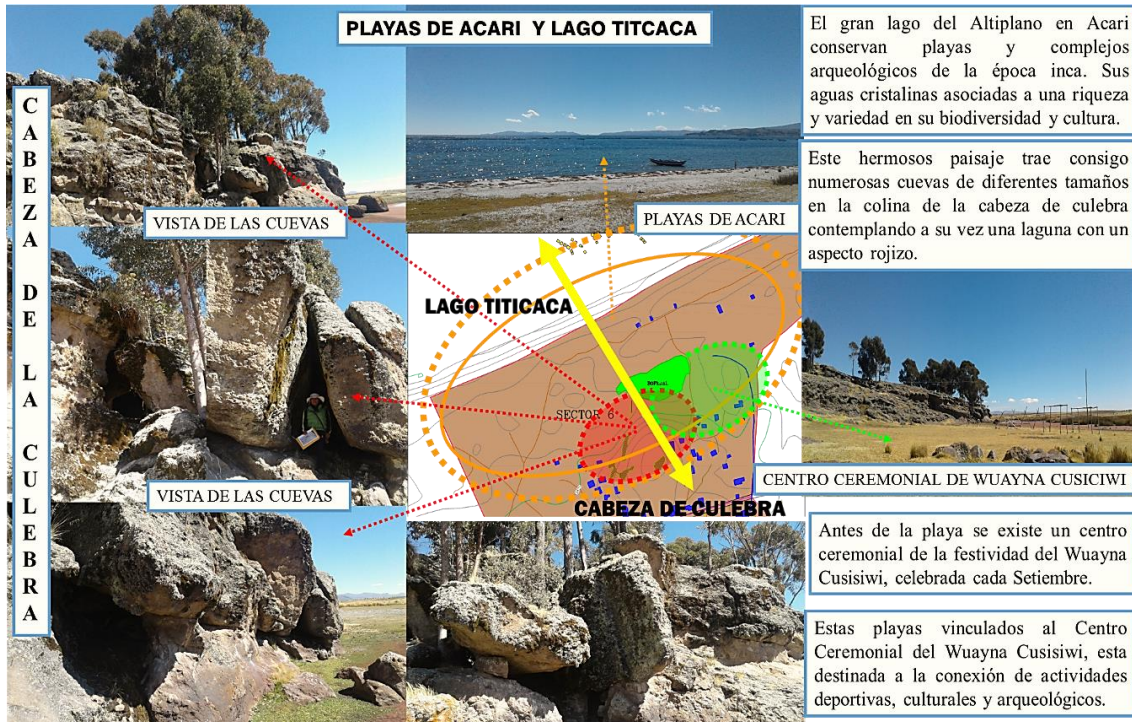 PLAYAS DE ACARI Y LAGO TITCACA
CABEZA DE LA CULEBRA
VISTA DE LAS CUEVAS
PLAYAS DE ACARI
El gran lago del Altiplano en Acari
conservan playas y complejos
arqueológicos de la época inca. Sus
aguas cristalinas asociadas a una riqueza
y variedad en su biodiversidad y cultura.
Este hermosos paisaje trae consigo
numerosas cuevas de diferentes tamaños
en la colina de la cabeza de culebra
contemplando a su vez una laguna con un
aspecto rojizo.
LAGO TITICACA
SECTOR 6
CABEZA DE CULEBRA
VISTA DE LAS CUEVAS
CENTRO CEREMONIAL DE WUAYNA CUSICIWI
Antes de la playa se existe un centro
ceremonial de la festividad del Wuayna
Cusisiwi, celebrada cada Setiembre.
Estas playas vinculados al Centro
Ceremonial del Wuayna Cusisiwi, esta
destinada a la conexión de actividades
deportivas, culturales y arqueológicos.